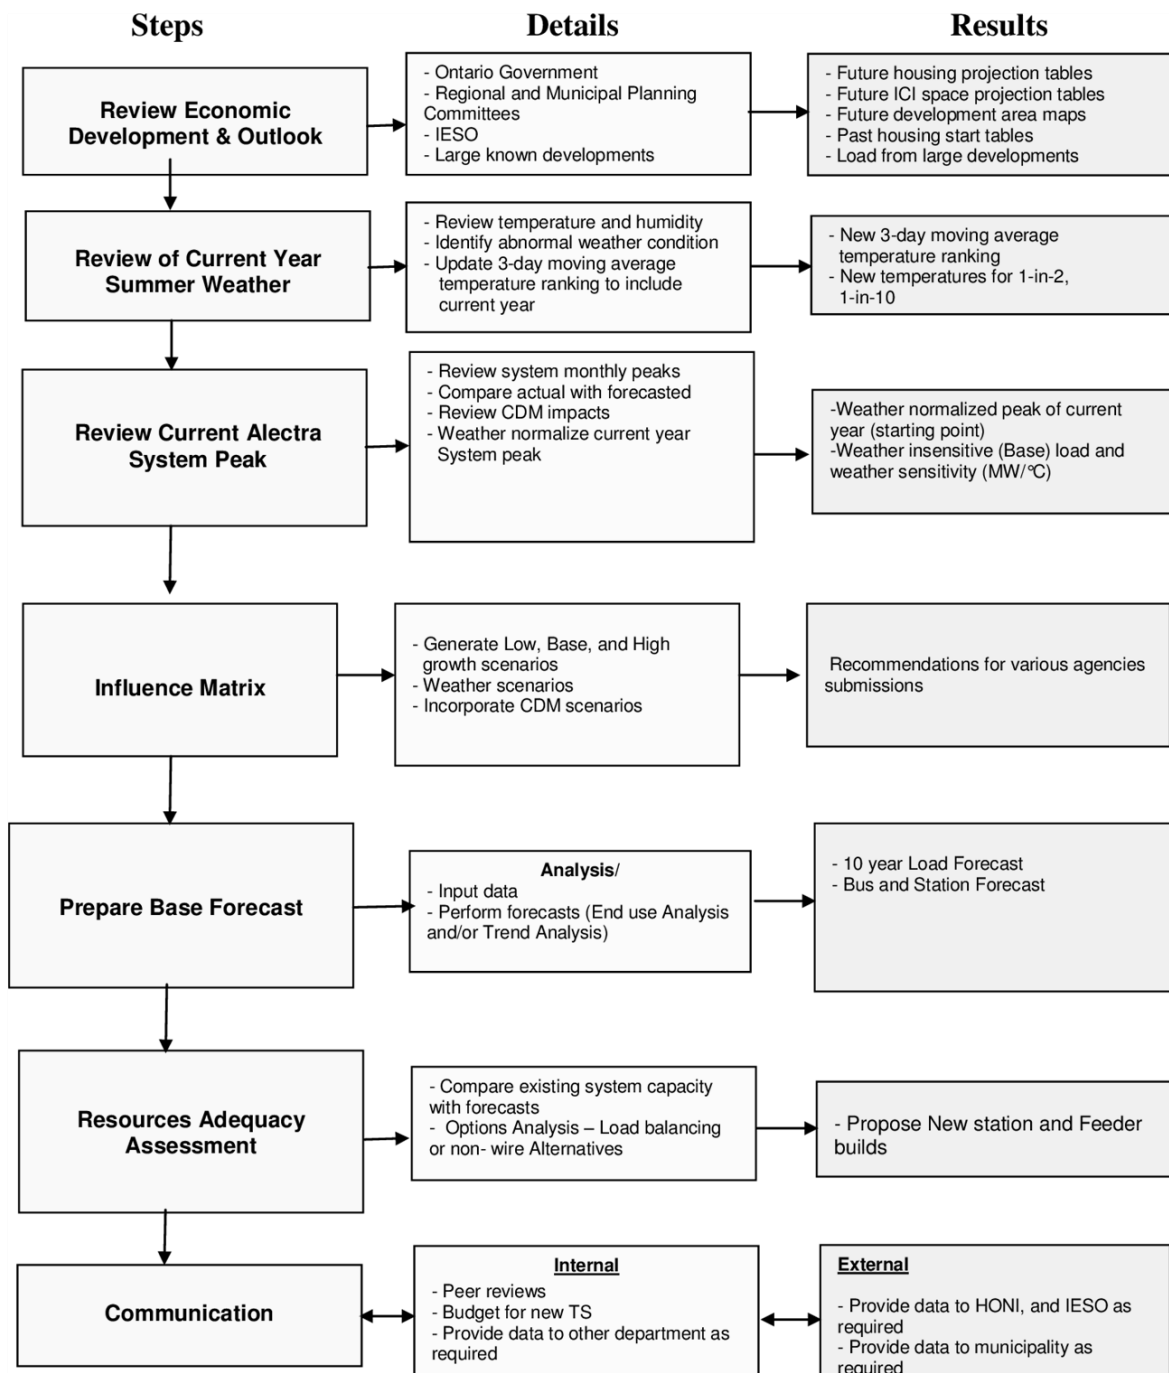 Steps
Details
Results
Review Economic
Development & Outlook
- Ontario Government
- Regional and Municipal Planning
Committees
- IESO
- Large known developments
- Future housing projection tables
- Future ICI space projection tables
- Future development area maps
- Past housing start tables
- Load from large developments
Review of Current Year
Summer Weather
- Review temperature and humidity
- Identify abnormal weather condition
- Update 3-day moving average
temperature ranking to include
current year
- New 3-day moving average
temperature ranking
- New temperatures for 1-in-2,
1-in-10
Review Current Alectra
System Peak
- Review system monthly peaks
- Compare actual with forecasted
- Review CDM impacts
- Weather normalize current year
System peak
-Weather normalized peak of current
year (starting point)
-Weather insensitive (Base) load and
weather sensitivity (MW/°C)
Influence Matrix
- Generate Low, Base, and High
growth scenarios
- Weather scenarios
- Incorporate CDM scenarios
Recommendations for various agencies
submissions
Prepare Base Forecast
Analysis/
- Input data
- Perform forecasts (End use Analysis
and/or Trend Analysis)
- 10 year Load Forecast
- Bus and Station Forecast
Resources Adequacy
Assessment
- Compare existing system capacity
with forecasts
- Options Analysis – Load balancing
or non- wire Alternatives
- Propose New station and Feeder
builds
Communication
Internal
- Peer reviews
- Budget for new TS
- Provide data to other department as
required
External
- Provide data to HONI, and IESO as
required
- Provide data to municipality as
required